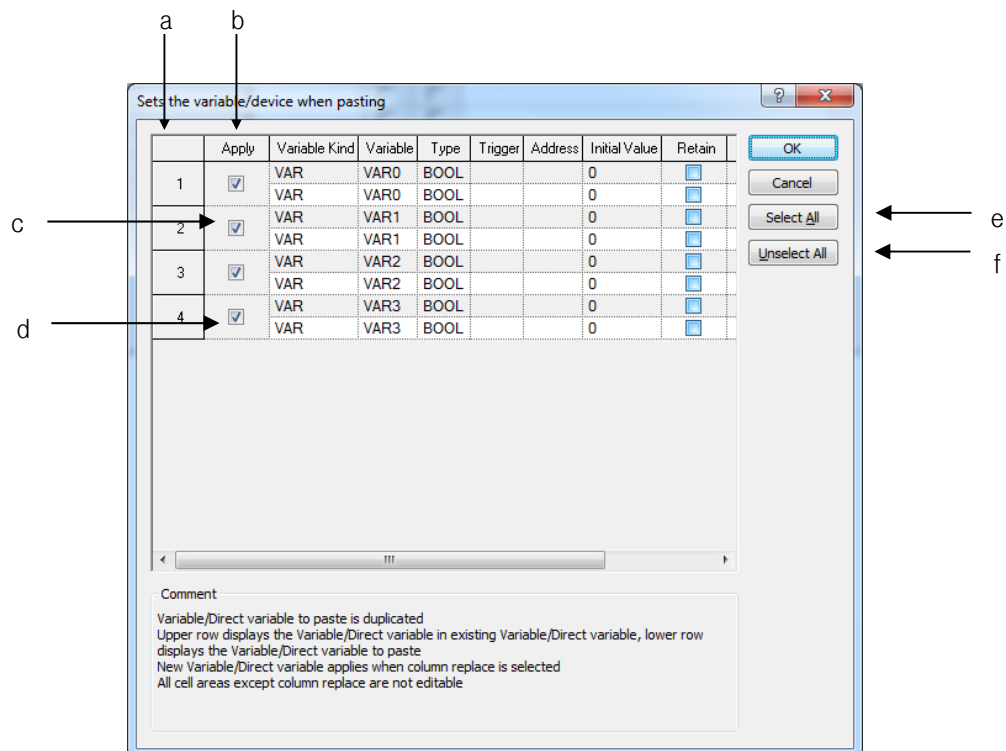 a b
Sets the variable/device when pasting
Apply Variable Kind Variable Type Trigger Address Initial Value Retain
1 VAR VAR0 BOOL 0
VAR VAR0 BOOL 0
2 VAR VAR1 BOOL 0
VAR VAR1 BOOL 0
3 VAR VAR2 BOOL 0
VAR VAR2 BOOL 0
4 VAR VAR3 BOOL 0
VAR VAR3 BOOL 0
OK
Cancel
Select All
Unselect All
c
d
e
f
Comment
Variable/Direct variable to paste is duplicated
Upper row displays the Variable/Direct variable in existing Variable/Direct variable, lower row
displays the Variable/Direct variable to paste
New Variable/Direct variable applies when column replace is selected
All cell areas except column replace are not editable